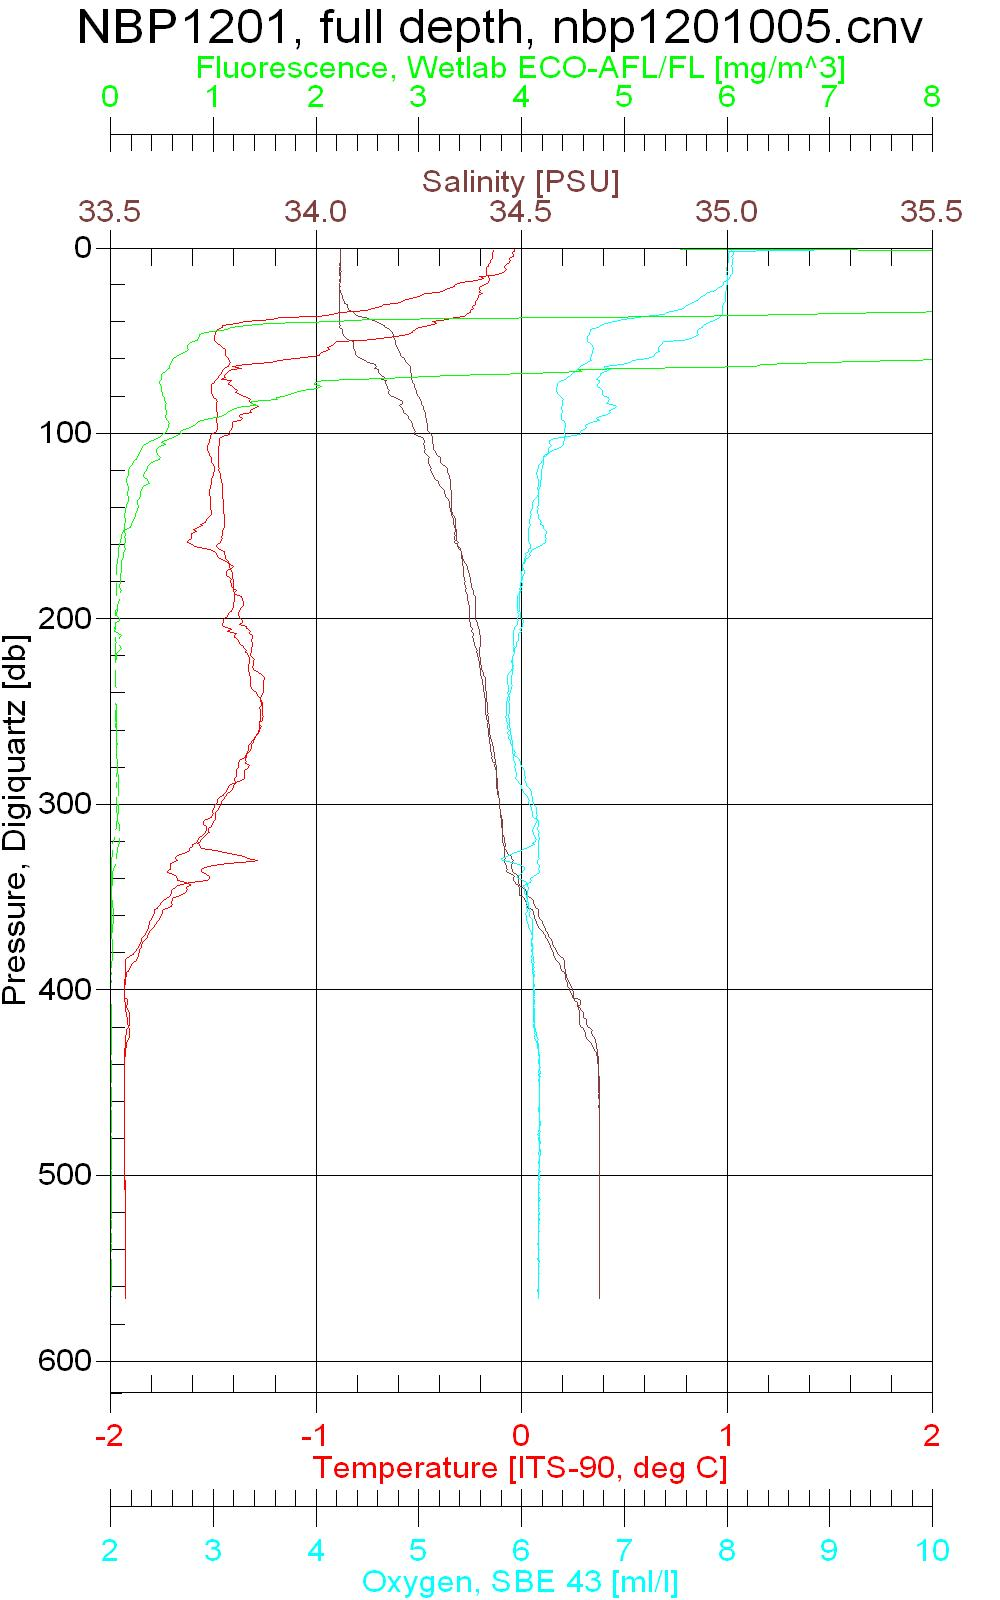 NBP1201, full depth, nbp1201005.cnv
Fluorescence, Wetlab ECO-AFL/FL [mg/m^3]
0 1 2 3 4 5 6 7 8
Salinity [PSU]
33.5 34.0 34.5 35.0 35.5
0
100
200
300
400
500
600
Pressure, Digiquartz [db]
-2 -1 0 1 2
Temperature [ITS-90, deg C]
2 3 4 5 6 7 8 9 10
Oxygen, SBE 43 [ml/l]